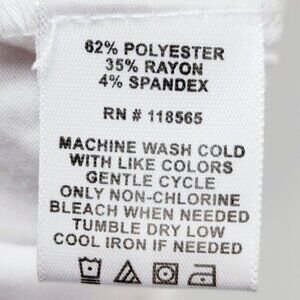 62% POLYESTER
35% RAYON
4% SPANDEX
RN # 118565
MACHINE WASH COLD
WITH LIKE COLORS
GENTLE CYCLE
ONLY NON-CHLORINE
BLEACH WHEN NEEDED
TUMBLE DRY LOW
COOL IRON IF NEEDED